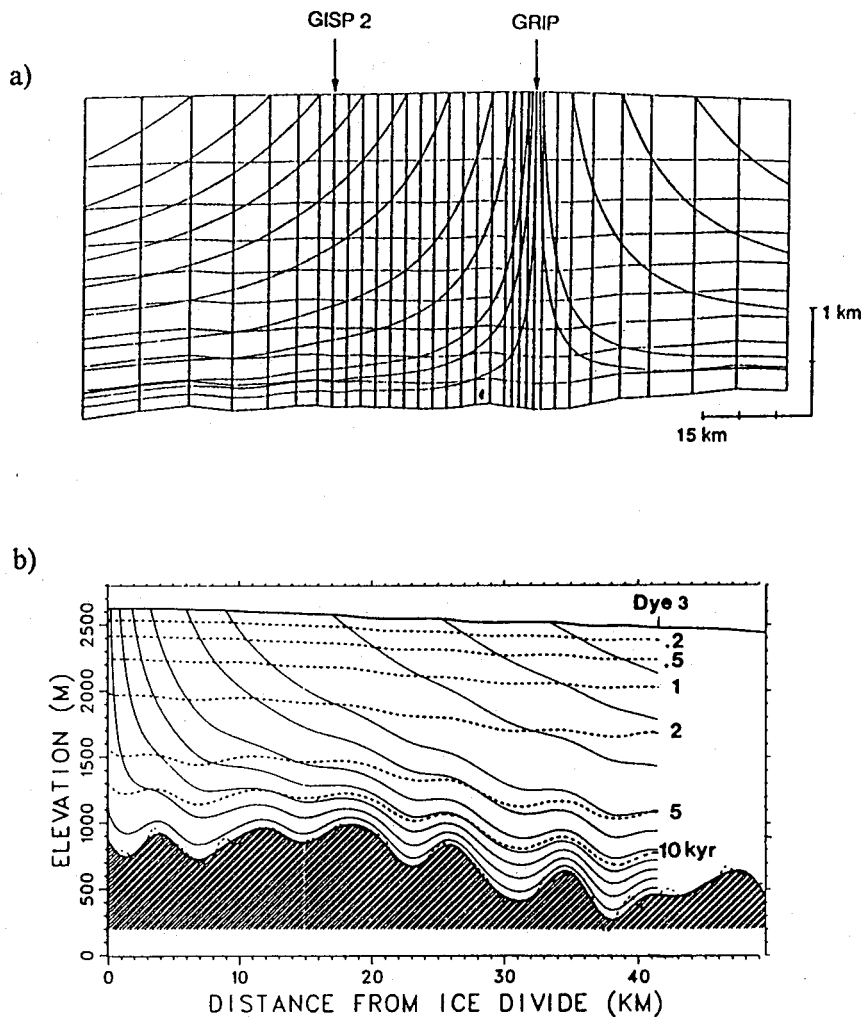 GISP 2 GRIP
a)
1 km
15 km
b)
Dye 3
2500
2000
1500
1000
500
0
ELEVATION (M)
.2
.5
1
2
5
10 kyr
0 10 20 30 40
DISTANCE FROM ICE DIVIDE (KM)